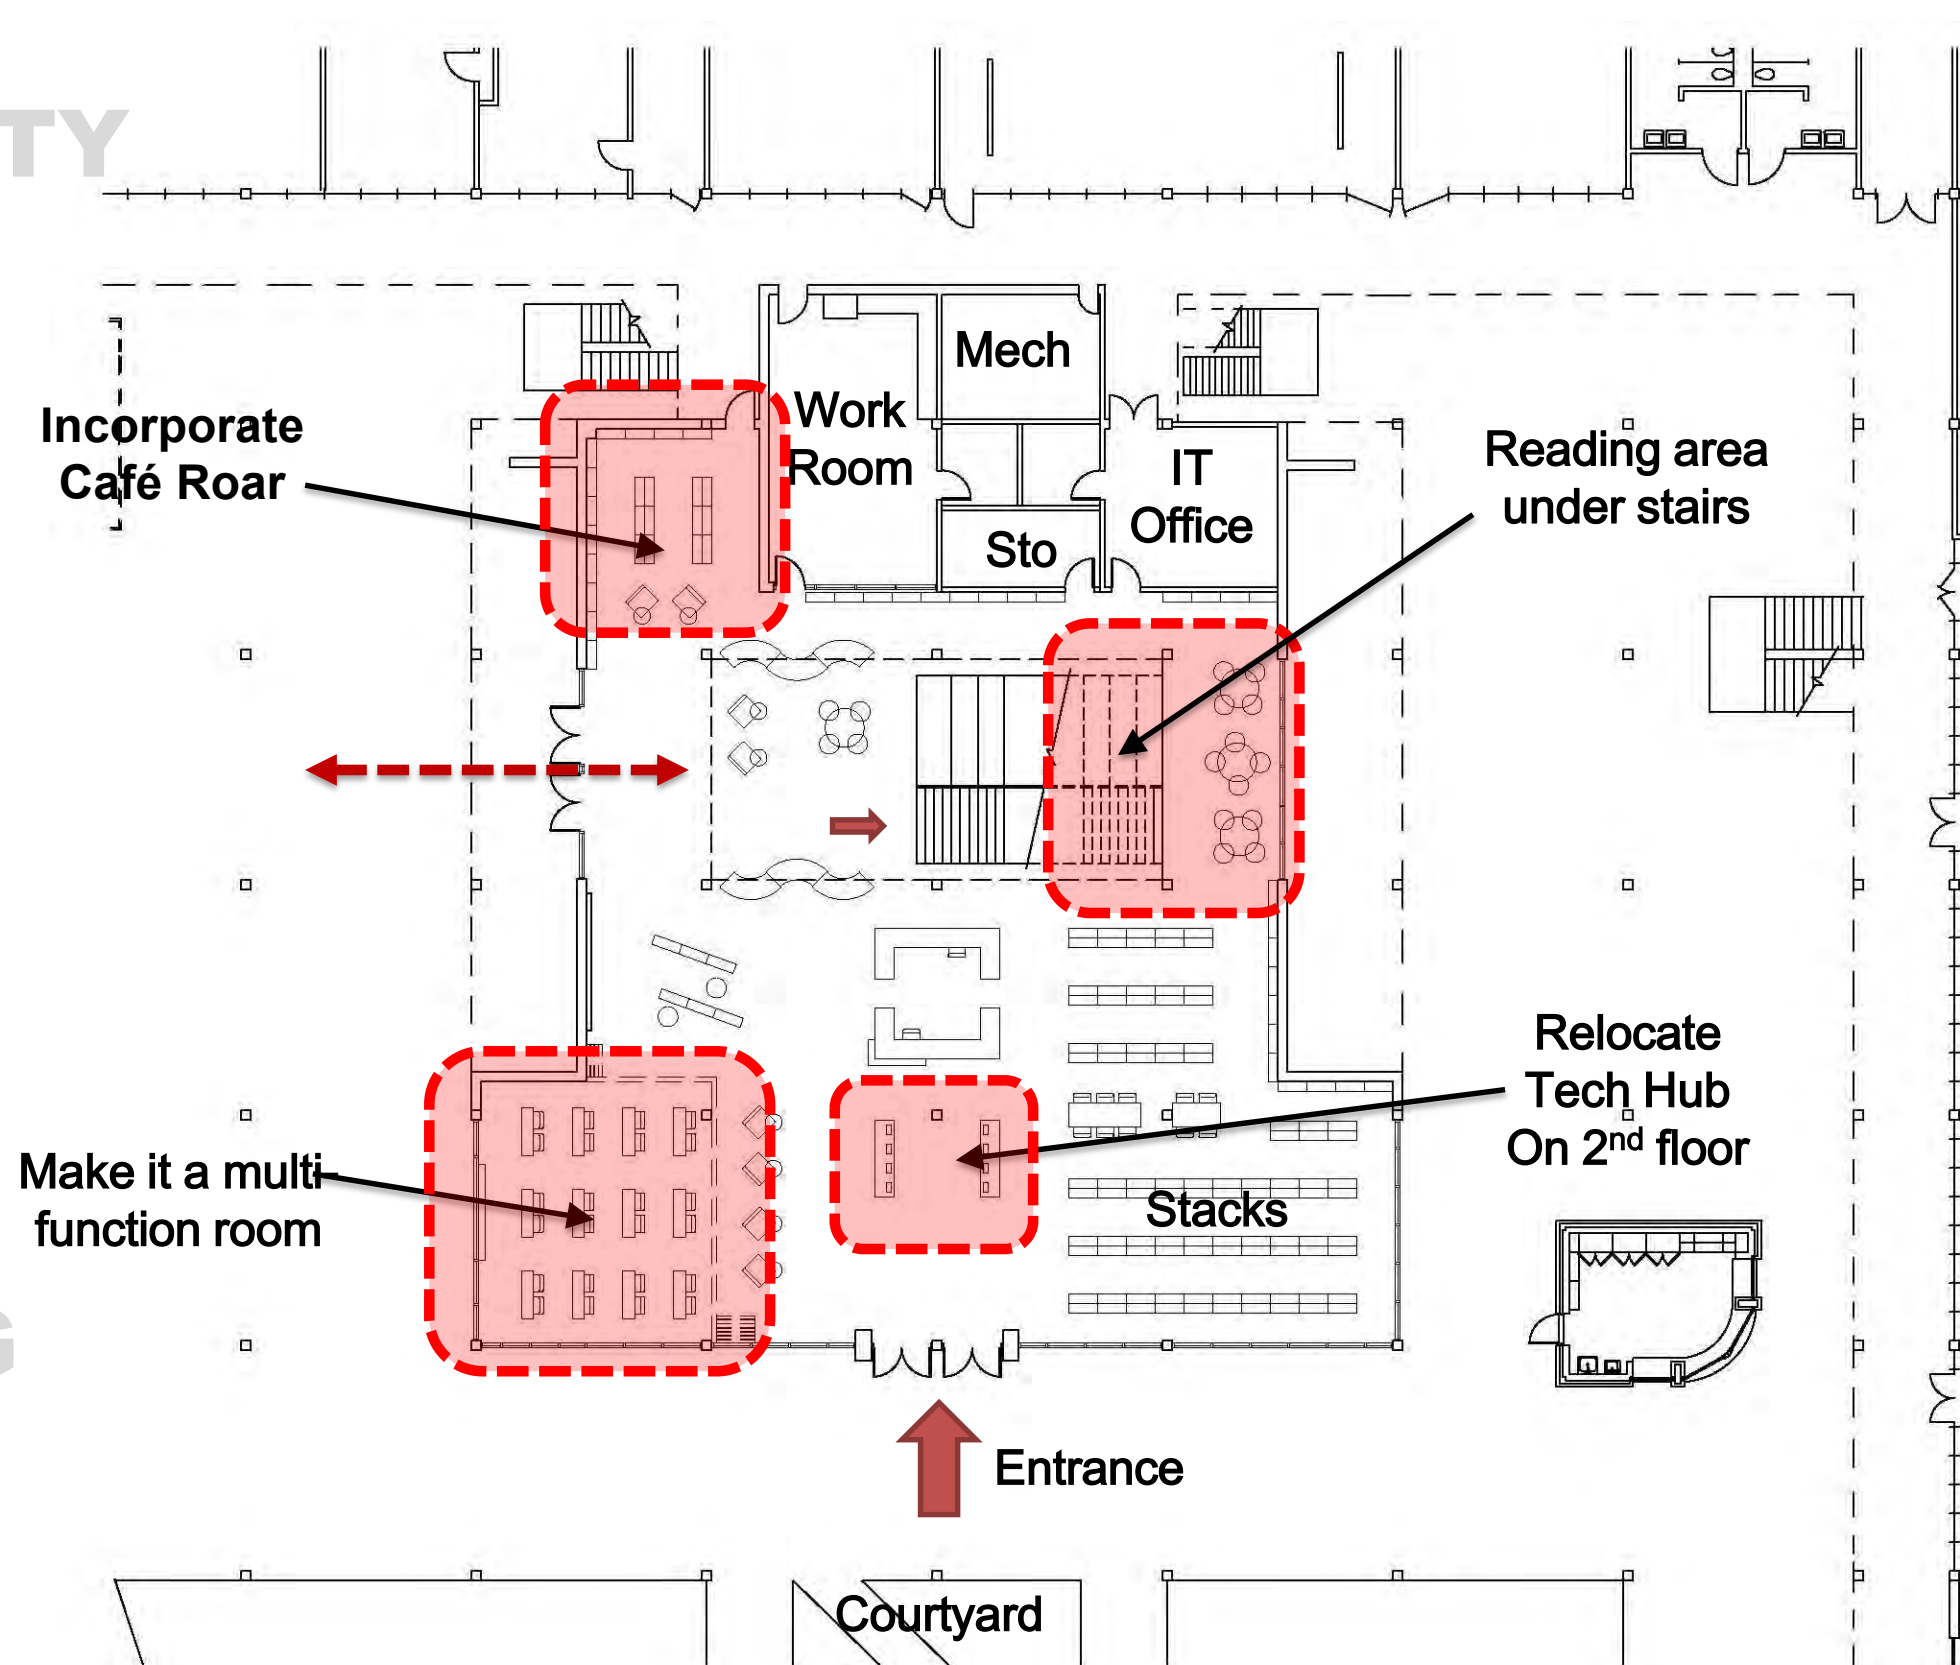 TY
Incorporate
Café Roar
Work
Room
Mech
Sto
IT
Office
Reading area
under stairs
Make it a multi-
function room
Relocate
Tech Hub
On 2nd floor
Stacks
G
Entrance
Courtyard